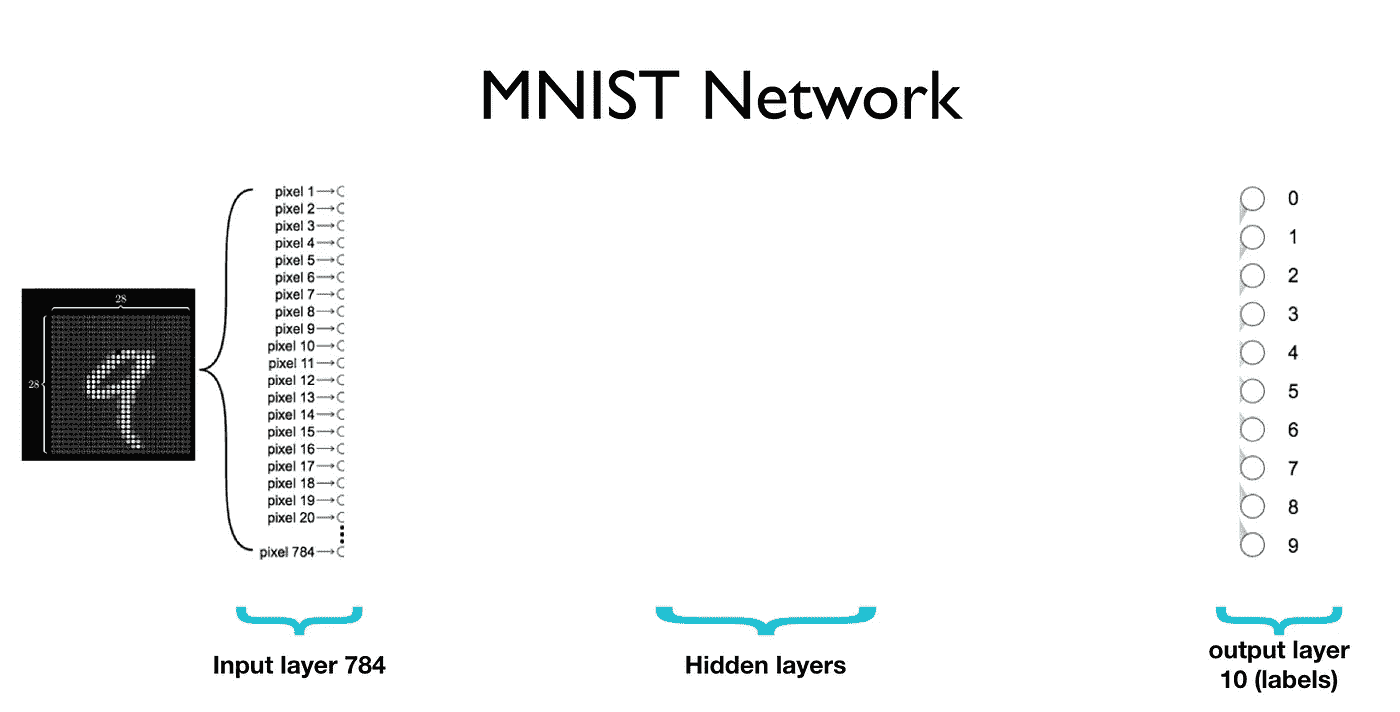 MNIST Network
28
28
pixel 1
pixel 2
pixel 3
pixel 4
pixel 5
pixel 6
pixel 7
pixel 8
pixel 9
pixel 10
pixel 11
pixel 12
pixel 13
pixel 14
pixel 15
pixel 16
pixel 17
pixel 18
pixel 19
pixel 20
pixel 784
0
1
2
3
4
5
6
7
8
9
Input layer 784
Hidden layers
output layer
10 (labels)